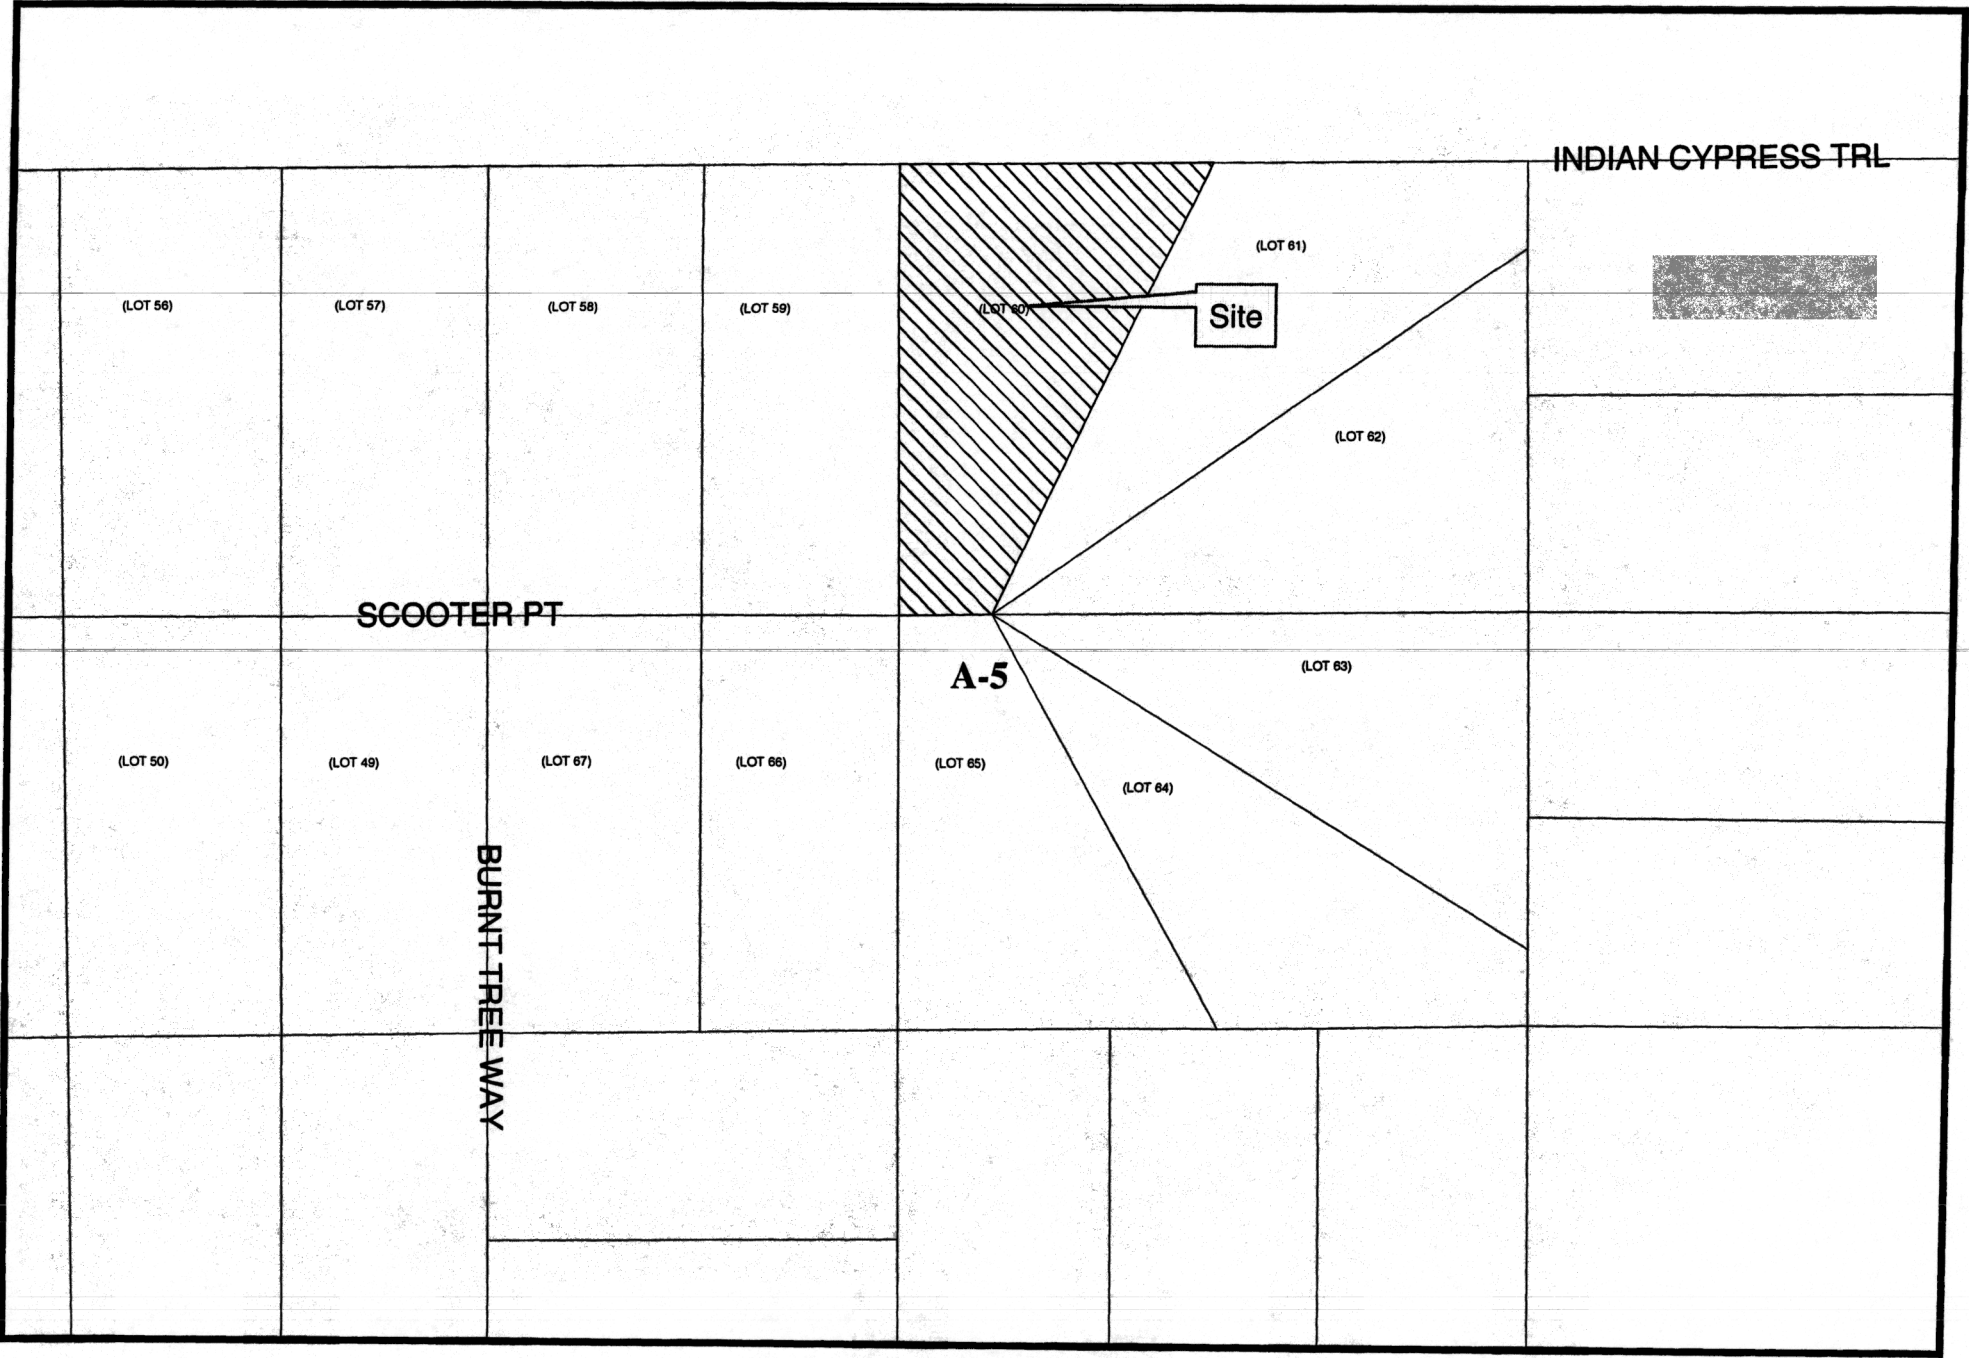 INDIAN CYPRESS TRL
(LOT 61)
(LOT 56)
(LOT 57)
(LOT 58)
(LOT 59)
(LOT 60)
Site
(LOT 62)
SCOOTER PT
A-5
(LOT 63)
(LOT 50)
(LOT 49)
(LOT 67)
(LOT 66)
(LOT 65)
(LOT 64)
BURNT TREE WAY